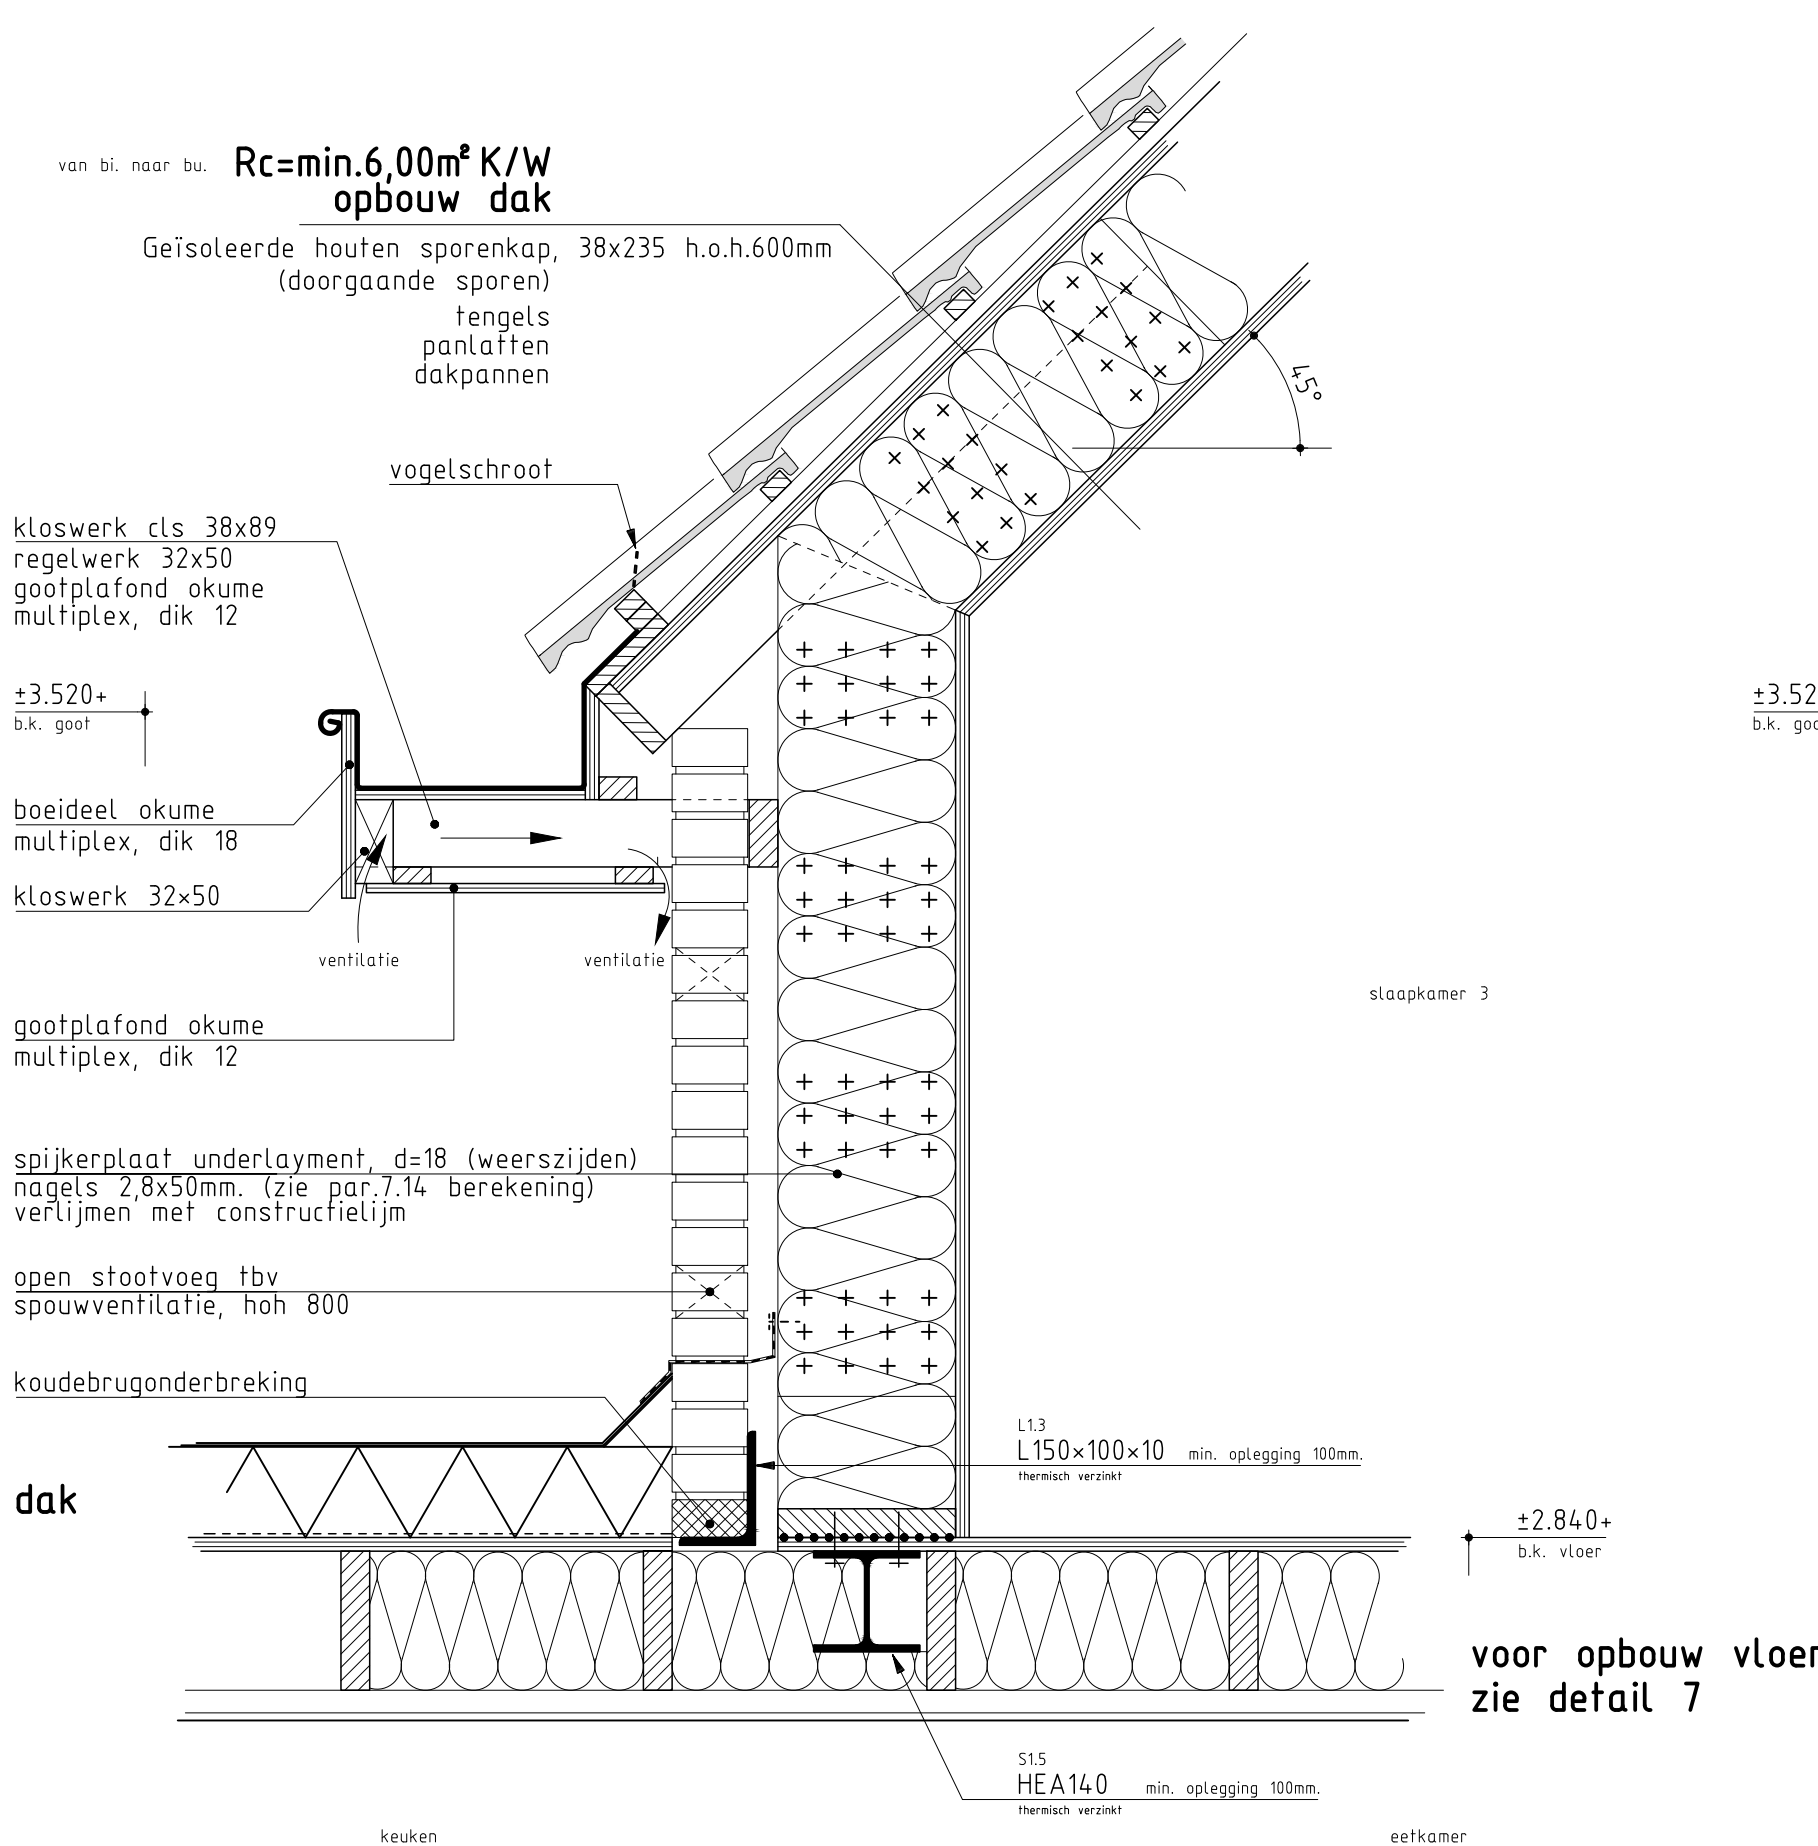 van bi. naar bu. Rc=min.6,00m² K/W
opbouw dak
Geïsoleerde houten sporenkap, 38x235 h.o.h.600mm
(doorgaande sporen)
tengels
panlatten
dakpannen
45°
vogelschroot
kloswerk cls 38x89
regelwerk 32x50
gootplafond okume
multiplex, dik 12
±3.520+
b.k. goot
±3.52
b.k. goo
boeideel okume
multiplex, dik 18
kloswerk 32×50
ventilatie
ventilatie
slaapkamer 3
gootplafond okume
multiplex, dik 12
spijkerplaat underlayment, d=18 (weerszijden)
nagels 2,8x50mm. (zie par.7.14 berekening)
verlijmen met constructielijm
open stootvoeg tbv
spouwventilatie, hoh 800
koudebrugonderbreking
L1.3
L150×100×10 min. oplegging 100mm.
thermisch verzinkt
dak
±2.840+
b.k. vloer
voor opbouw vloer
zie detail 7
S1.5
HEA140 min. oplegging 100mm.
thermisch verzinkt
keuken
eetkamer